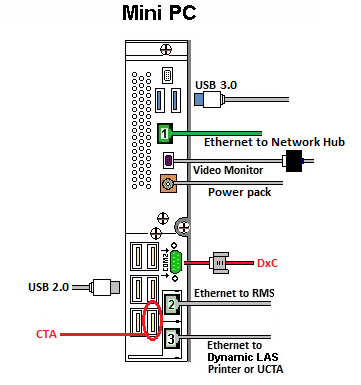 Mini PC
USB 3.0
1
Ethernet to Network Hub
Video Monitor
Power pack
COM2
DxC
USB 2.0
2
Ethernet to RMS
CTA
3
Ethernet to
Dynamic LAS
Printer or UCTA